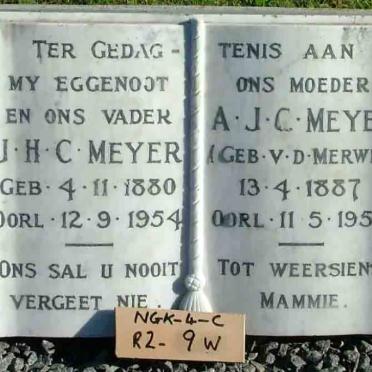 TER GEDAG-
MY EGGENOOT
EN ONS VADER
J·H·C·MEYER
GEB·4·11·1880
OORL·12·9·1954
ONS SAL U NOOIT
VERGEET NIE.
TENIS AAN
ONS MOEDER
A·J·C·MEYE
(GEB·V·D·MERW
13·4·1887
OORL·11·5·195
TOT WEERSIENS
MAMMIE.
NGK-4-C
R2- 9W